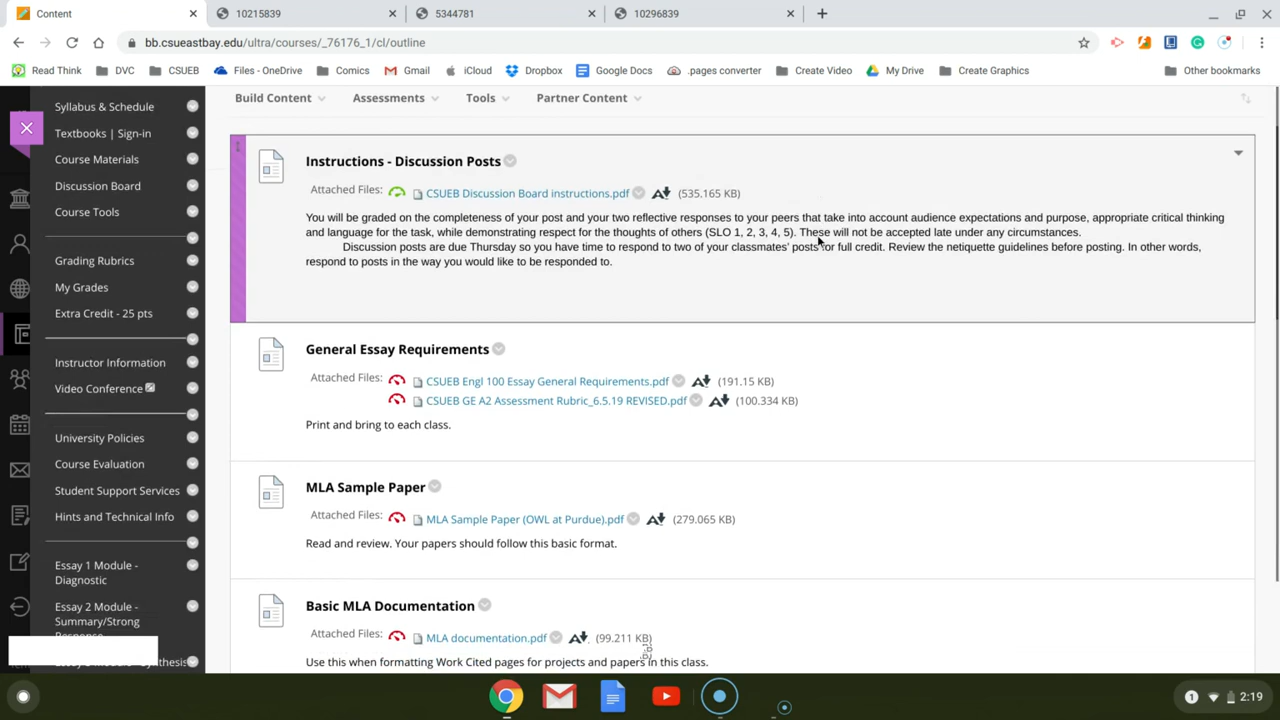 Content
10215839
5344781
10296839
bb.csueastbay.edu/ultra/courses/_76176_1/cl/outline
Read Think
DVC
CSUEB
Files - OneDrive
Comics
Gmail
iCloud
Dropbox
Google Docs
.pages converter
Create Video
My Drive
Create Graphics
Other bookmarks
Build Content
Assessments
Tools
Partner Content
Syllabus & Schedule
Textbooks | Sign-in
Course Materials
Discussion Board
Course Tools
Grading Rubrics
My Grades
Extra Credit - 25 pts
Instructor Information
Video Conference
University Policies
Course Evaluation
Student Support Services
Hints and Technical Info
Essay 1 Module -
Diagnostic
Essay 2 Module -
Summary/Strong
Response
Instructions - Discussion Posts
Attached Files: CSUEB Discussion Board instructions.pdf (535.165 KB)
You will be graded on the completeness of your post and your two reflective responses to your peers that take into account audience expectations and purpose, appropriate critical thinking
and language for the task, while demonstrating respect for the thoughts of others (SLO 1, 2, 3, 4, 5). These will not be accepted late under any circumstances.
Discussion posts are due Thursday so you have time to respond to two of your classmates' posts for full credit. Review the netiquette guidelines before posting. In other words,
respond to posts in the way you would like to be responded to.
General Essay Requirements
Attached Files: CSUEB Engl 100 Essay General Requirements.pdf (191.15 KB)
CSUEB GE A2 Assessment Rubric_6.5.19 REVISED.pdf (100.334 KB)
Print and bring to each class.
MLA Sample Paper
Attached Files: MLA Sample Paper (OWL at Purdue).pdf (279.065 KB)
Read and review. Your papers should follow this basic format.
Basic MLA Documentation
Attached Files: MLA documentation.pdf (99.211 KB)
Use this when formatting Work Cited pages for projects and papers in this class.
1
2:19